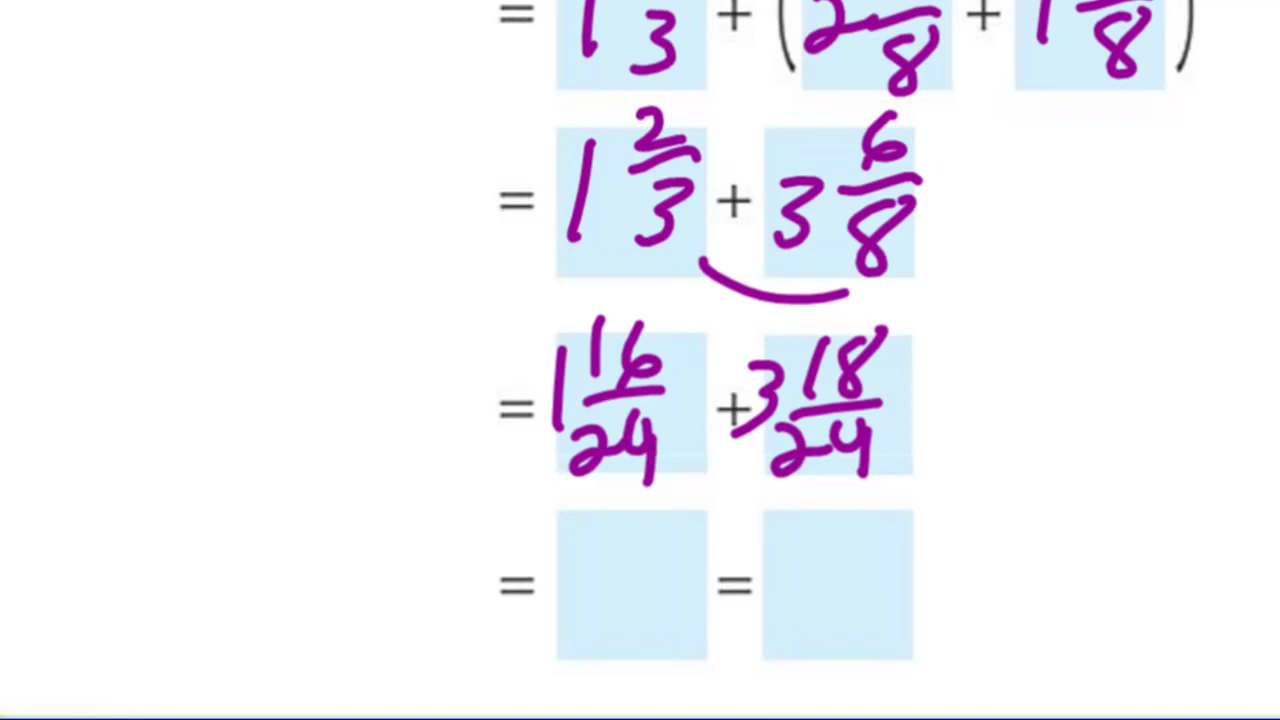 = 1 3 + ( 2 8 + 1 8 )
= 1 2/3 + 3 6/8
= 1 16/24 + 3 18/24
= =